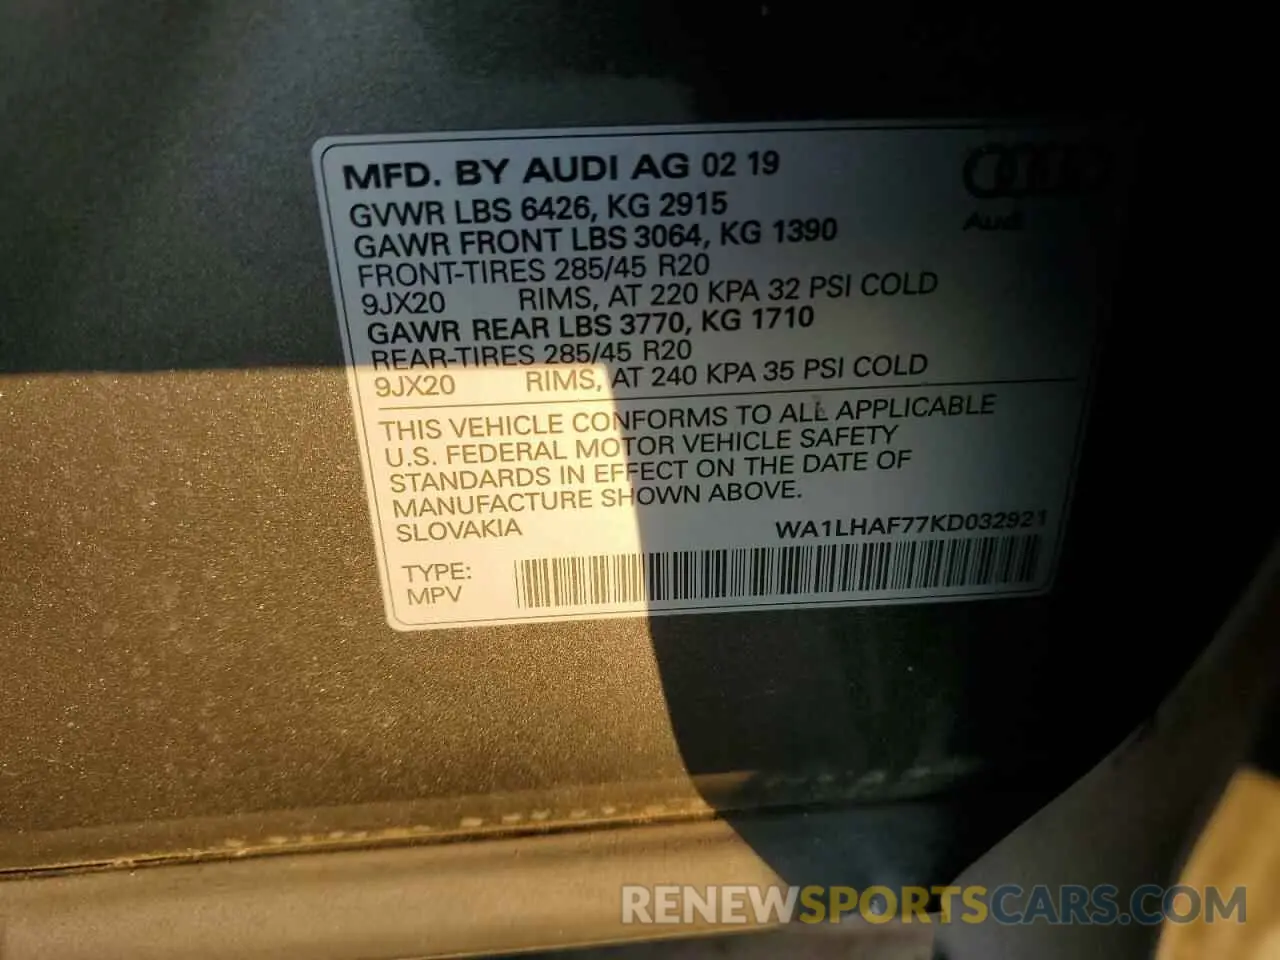 MFD. BY AUDI AG 02 19
GVWR LBS 6426, KG 2915
GAWR FRONT LBS 3064, KG 1390
FRONT-TIRES 285/45 R20
9JX20 RIMS, AT 220 KPA 32 PSI COLD
GAWR REAR LBS 3770, KG 1710
REAR-TIRES 285/45 R20
9JX20 RIMS, AT 240 KPA 35 PSI COLD
Audi
THIS VEHICLE CONFORMS TO ALL APPLICABLE
U.S. FEDERAL MOTOR VEHICLE SAFETY
STANDARDS IN EFFECT ON THE DATE OF
MANUFACTURE SHOWN ABOVE.
SLOVAKIA WA1LHAF77KD032921
TYPE:
MPV
RENEWSPORTSCARS.COM